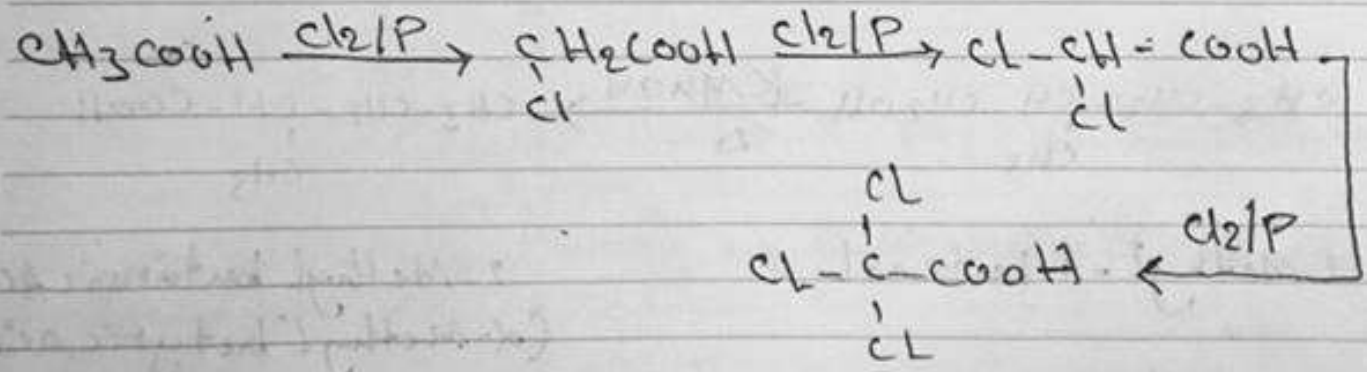 CH3COOH Cl2/P → CH2COOH Cl2/P → Cl-CH-COOH
Cl Cl
Cl
Cl-C-COOH ← Cl2/P
Cl